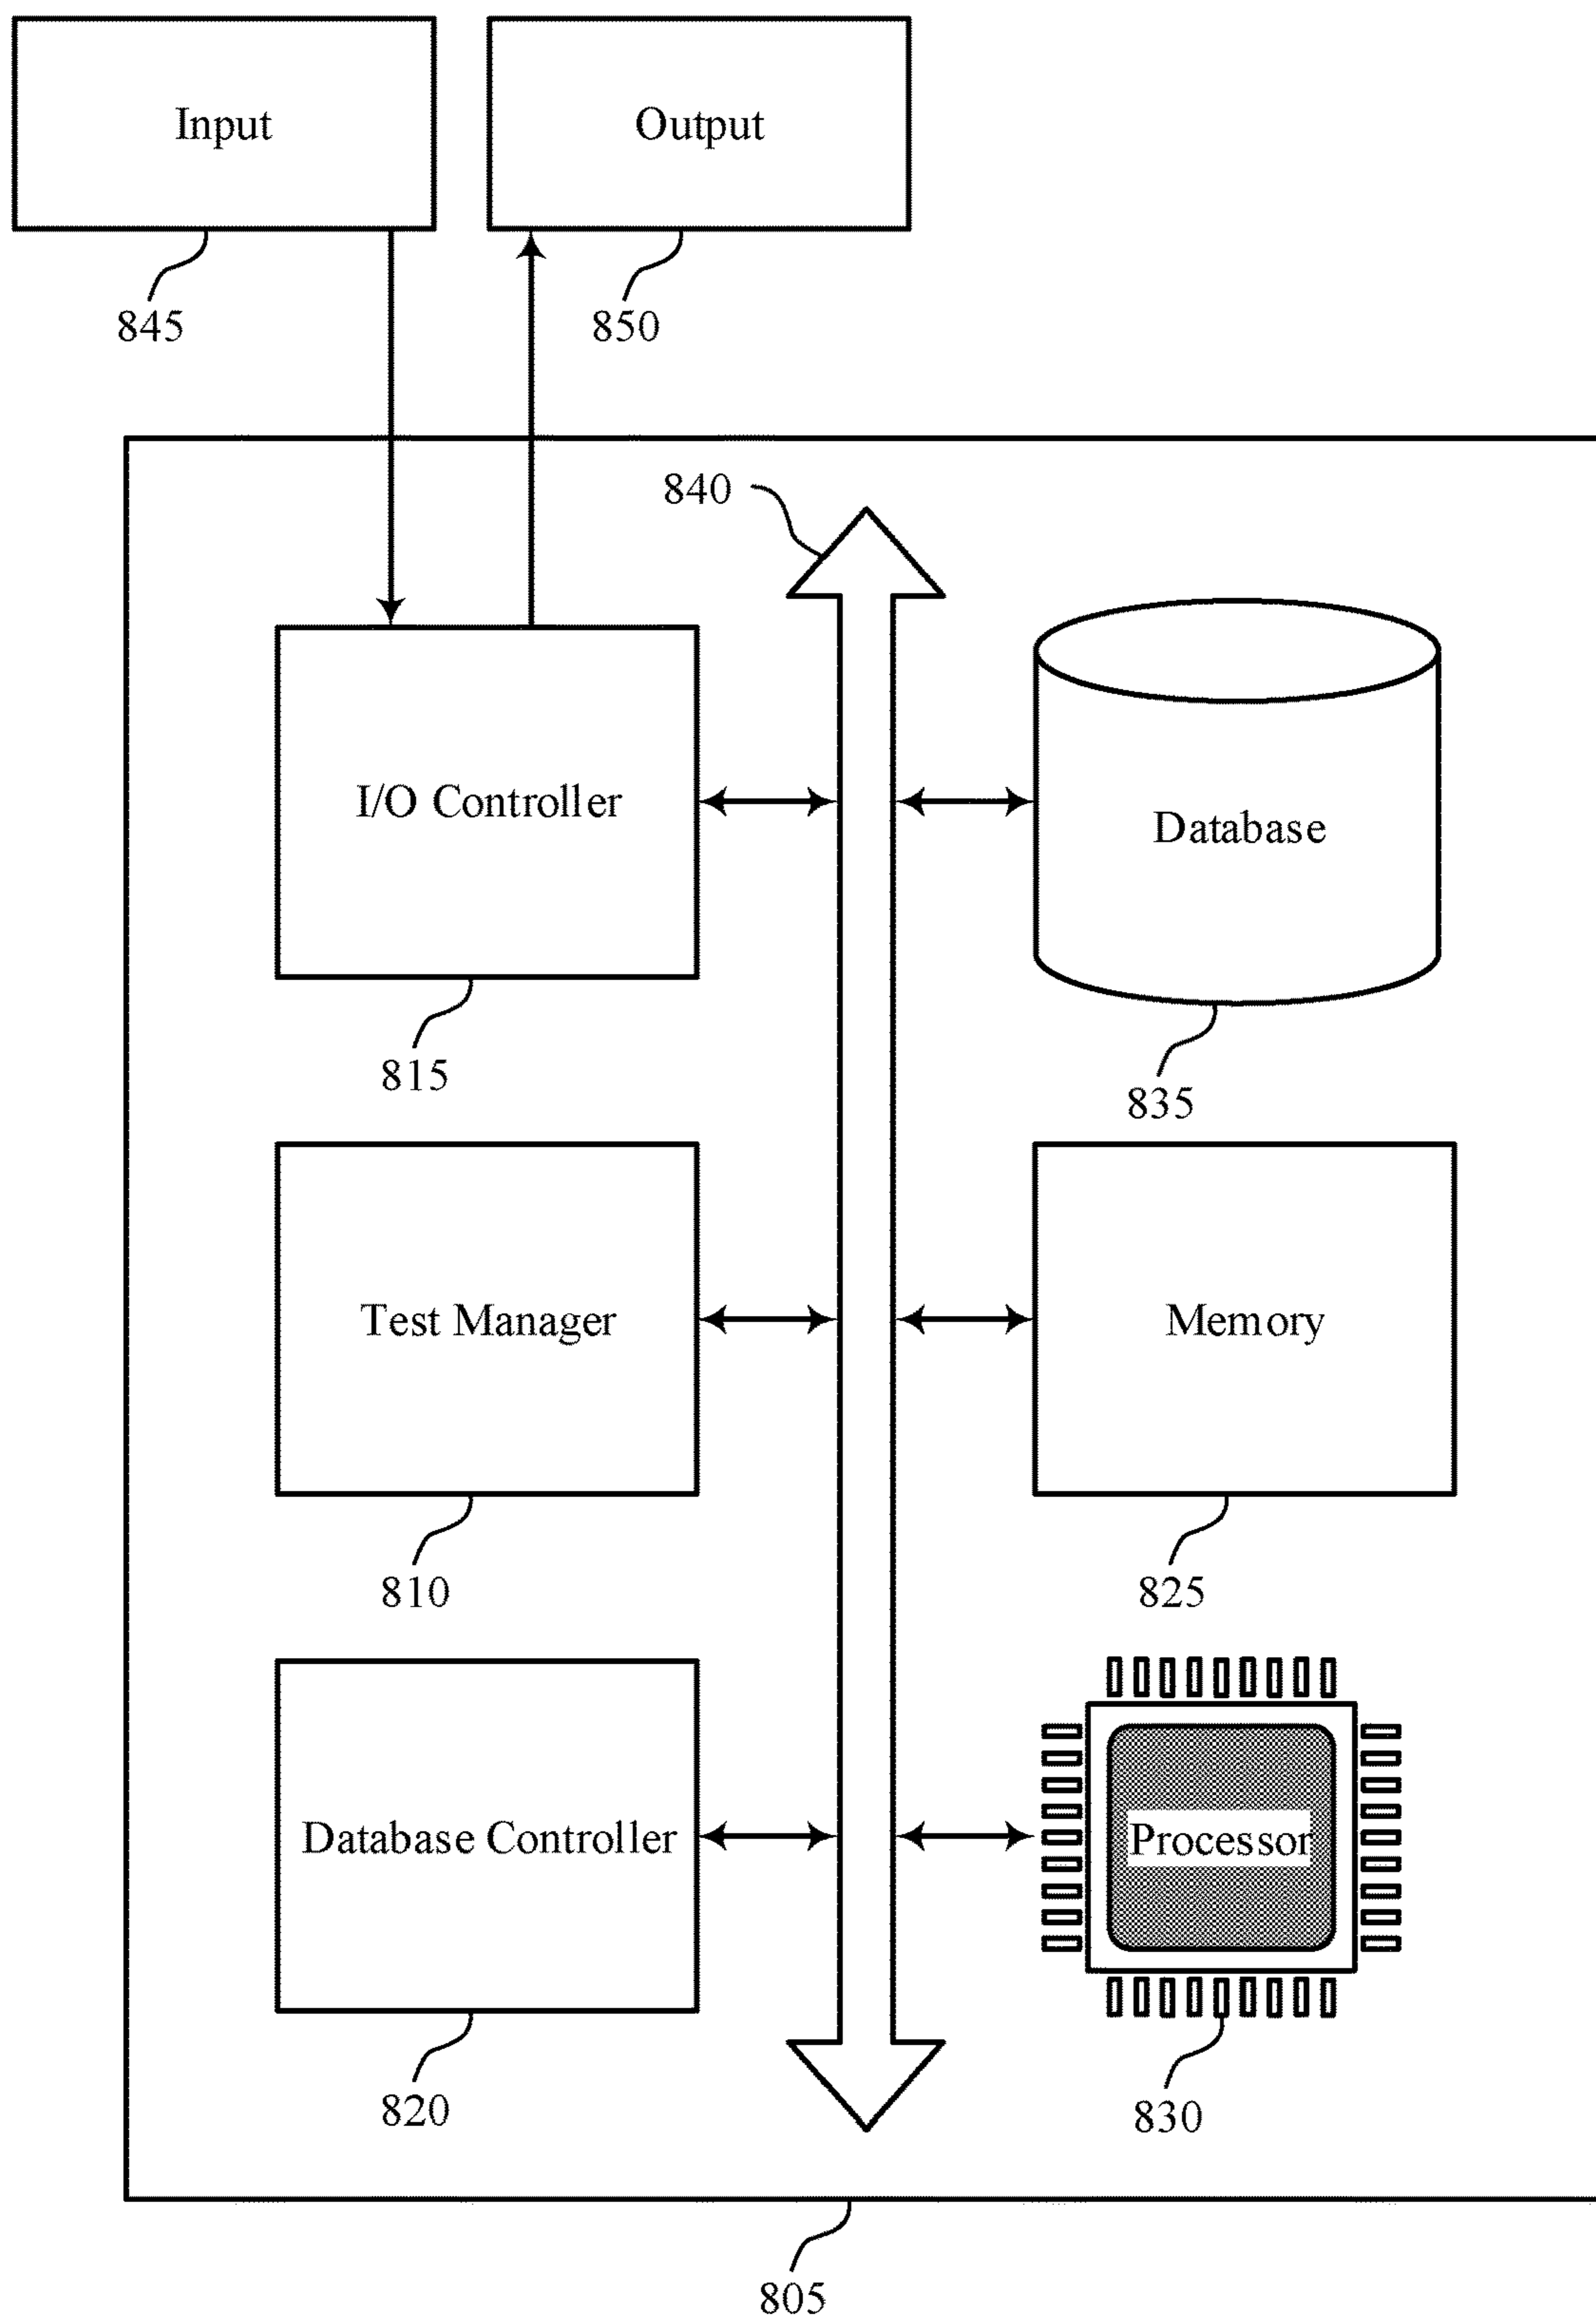 Input
Output
845
850
840
I/O Controller
Database
815
835
Test Manager
Memory
810
825
Database Controller
Processor
820
830
805